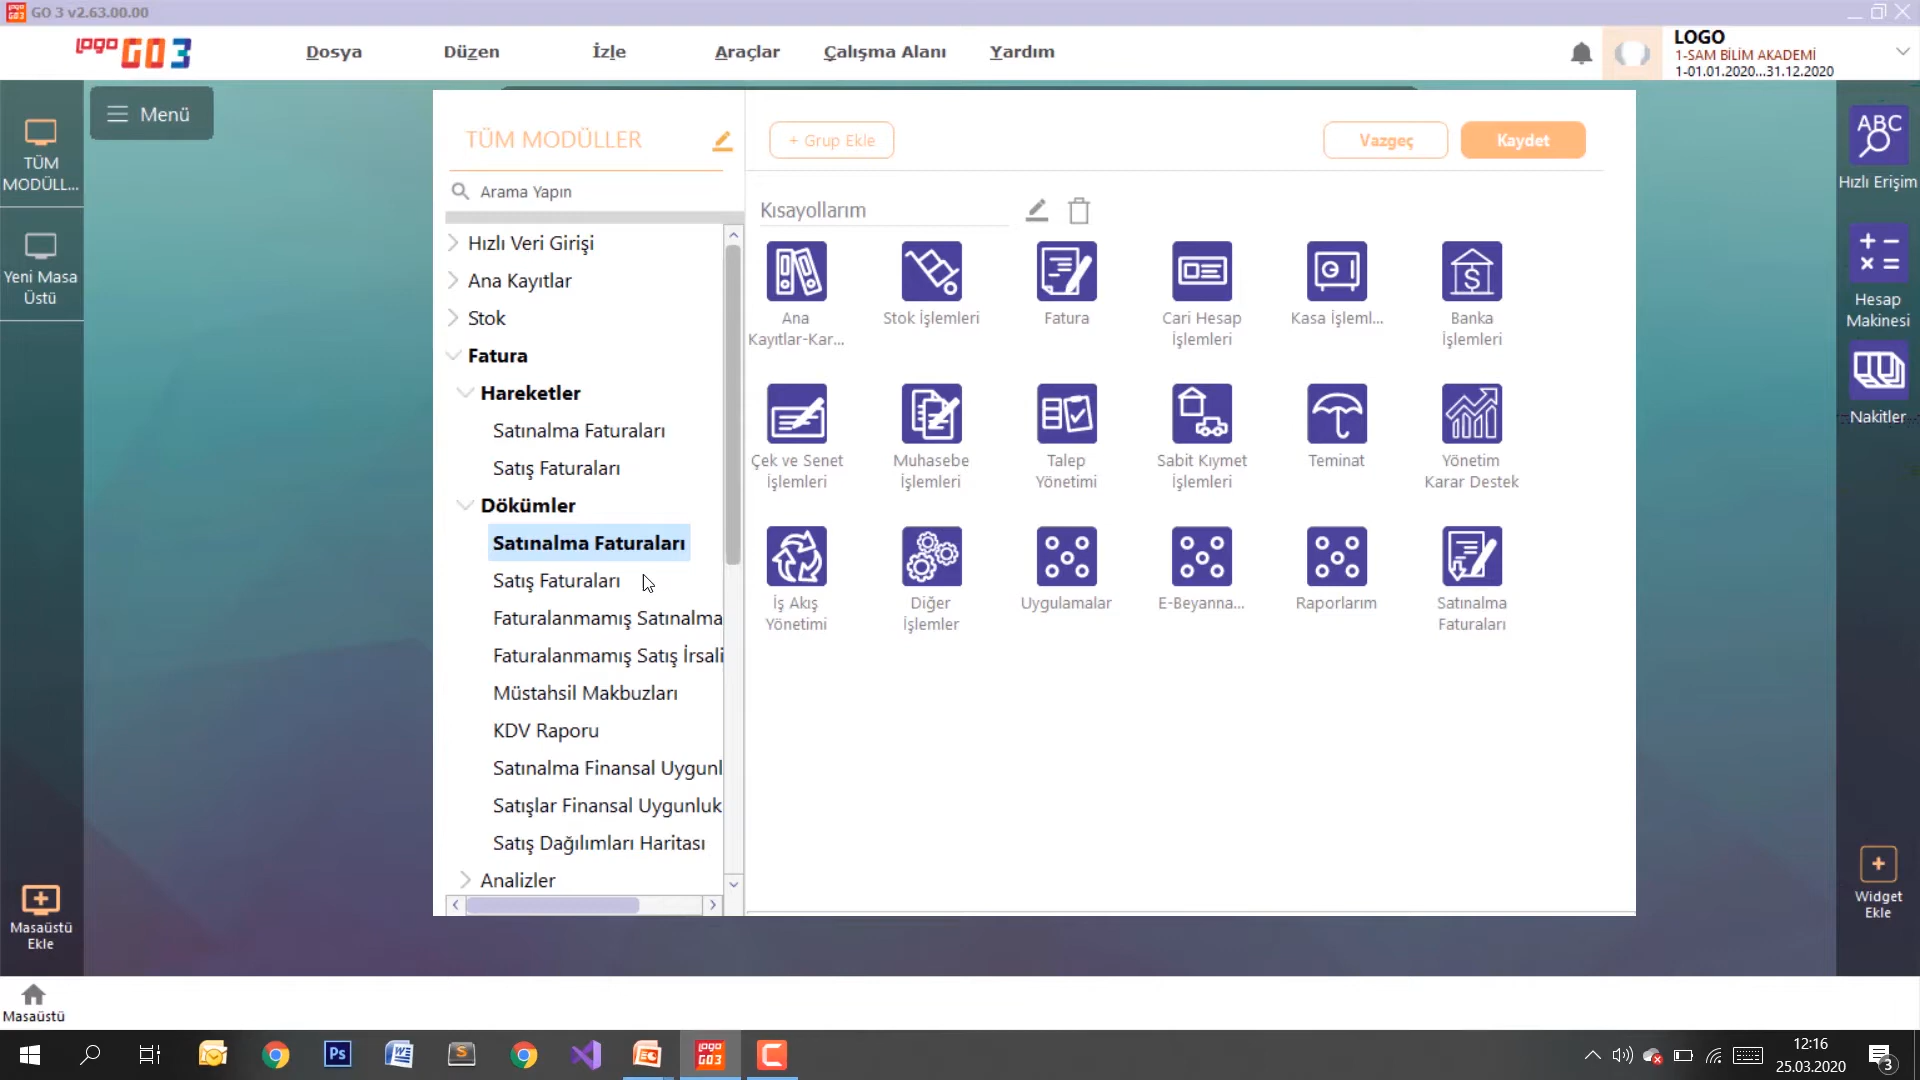 GO 3 v2.63.00.00
LOGO GO 3
Dosya
Düzen
İzle
Araçlar
Çalışma Alanı
Yardım
LOGO
1-SAM BİLİM AKADEMİ
1-01.01.2020...31.12.2020
Menü
TÜM
MODÜLL...
Yeni Masa
Üstü
Masaüstü
Ekle
TÜM MODÜLLER
Arama Yapın
Hızlı Veri Girişi
Ana Kayıtlar
Stok
Fatura
Hareketler
Satınalma Faturaları
Satış Faturaları
Dökümler
Satınalma Faturaları
Satış Faturaları
Faturalanmamış Satınalma
Faturalanmamış Satış İrsali
Müstahsil Makbuzları
KDV Raporu
Satınalma Finansal Uygunl
Satışlar Finansal Uygunluk
Satış Dağılımları Haritası
Analizler
+ Grup Ekle
Vazgeç
Kaydet
Kısayollarım
Ana
Kayıtlar-Kar...
Stok İşlemleri
Fatura
Cari Hesap
İşlemleri
Kasa İşleml...
Banka
İşlemleri
Çek ve Senet
İşlemleri
Muhasebe
İşlemleri
Talep
Yönetimi
Sabit Kıymet
İşlemleri
Teminat
Yönetim
Karar Destek
İş Akış
Yönetimi
Diğer
İşlemler
Uygulamalar
E-Beyanna...
Raporlarım
Satınalma
Faturaları
ABC
Hızlı Erişim
Hesap
Makinesi
Nakitler
Widget
Ekle
Masaüstü
Ps
W
S
LOGO
GO3
C
12:16
25.03.2020
3